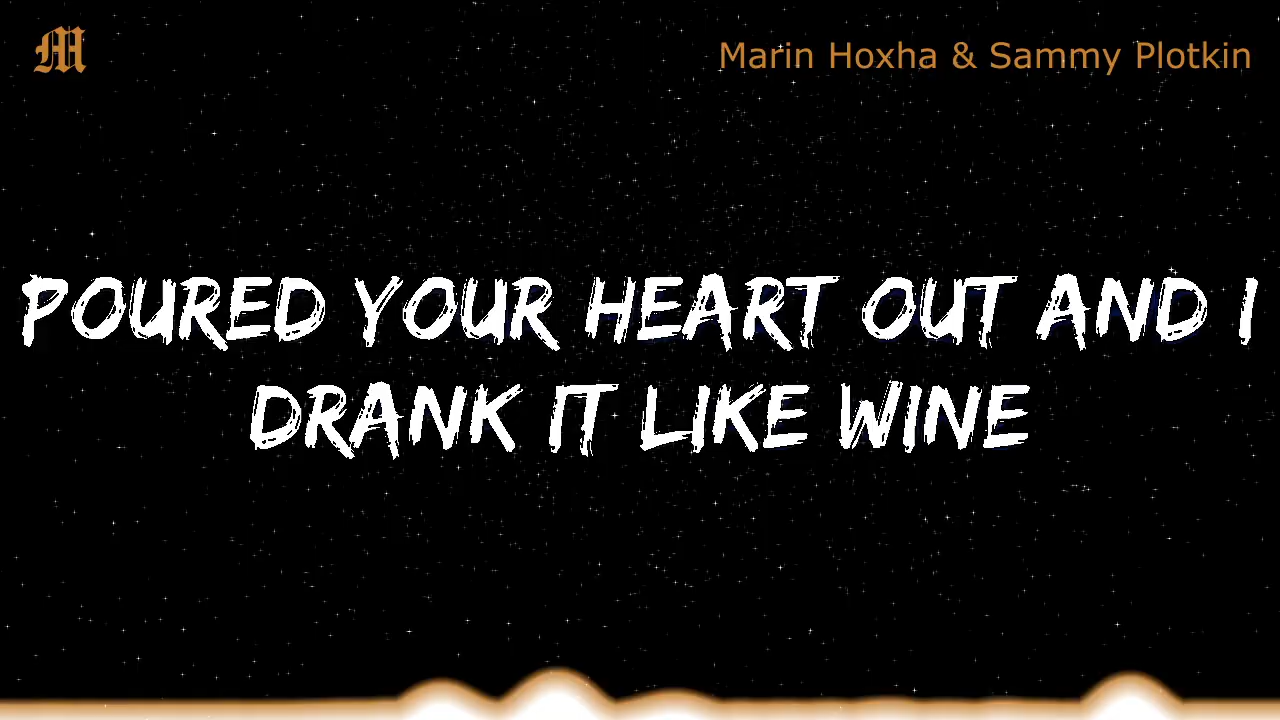 M
Marin Hoxha & Sammy Plotkin
POURED YOUR HEART OUT AND I
DRANK IT LIKE WINE